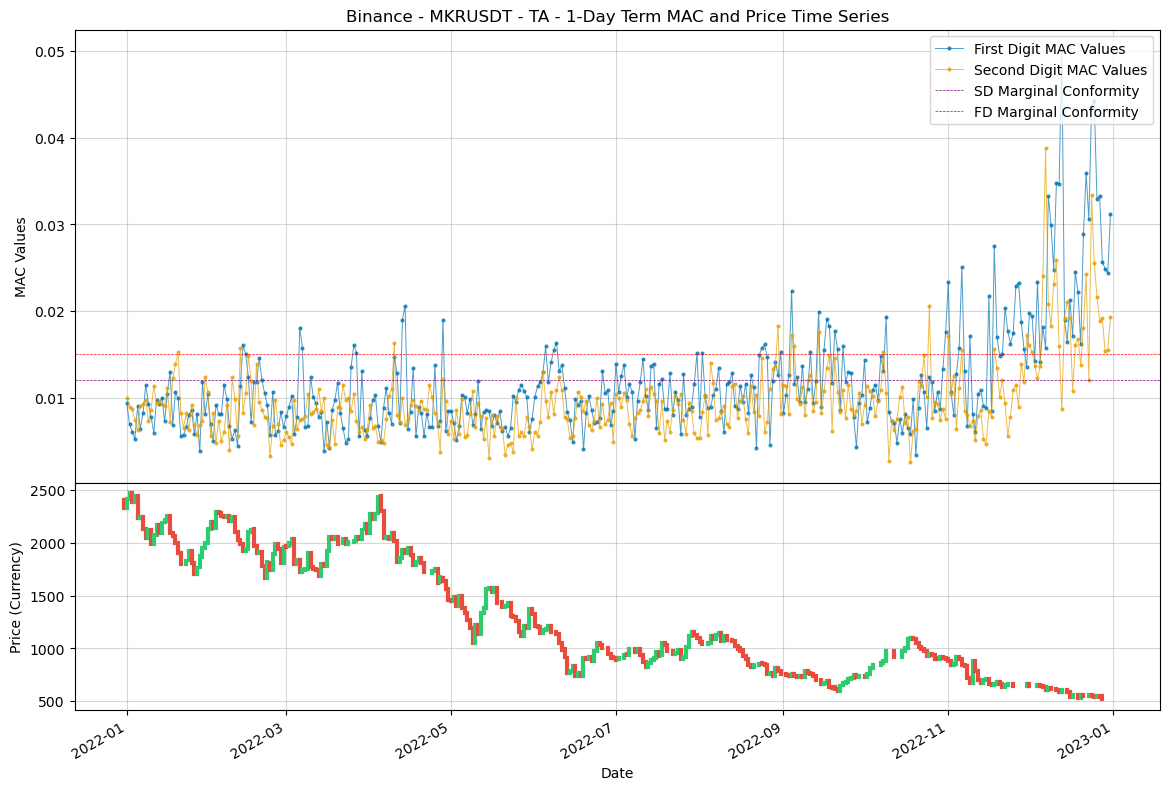 Binance - MKRUSDT - TA - 1-Day Term MAC and Price Time Series
First Digit MAC Values
Second Digit MAC Values
SD Marginal Conformity
FD Marginal Conformity
0.05
0.04
0.03
0.02
0.01
MAC Values
2500
2000
1500
1000
500
Price (Currency)
2022-01
2022-03
2022-05
2022-07
2022-09
2022-11
2023-01
Date